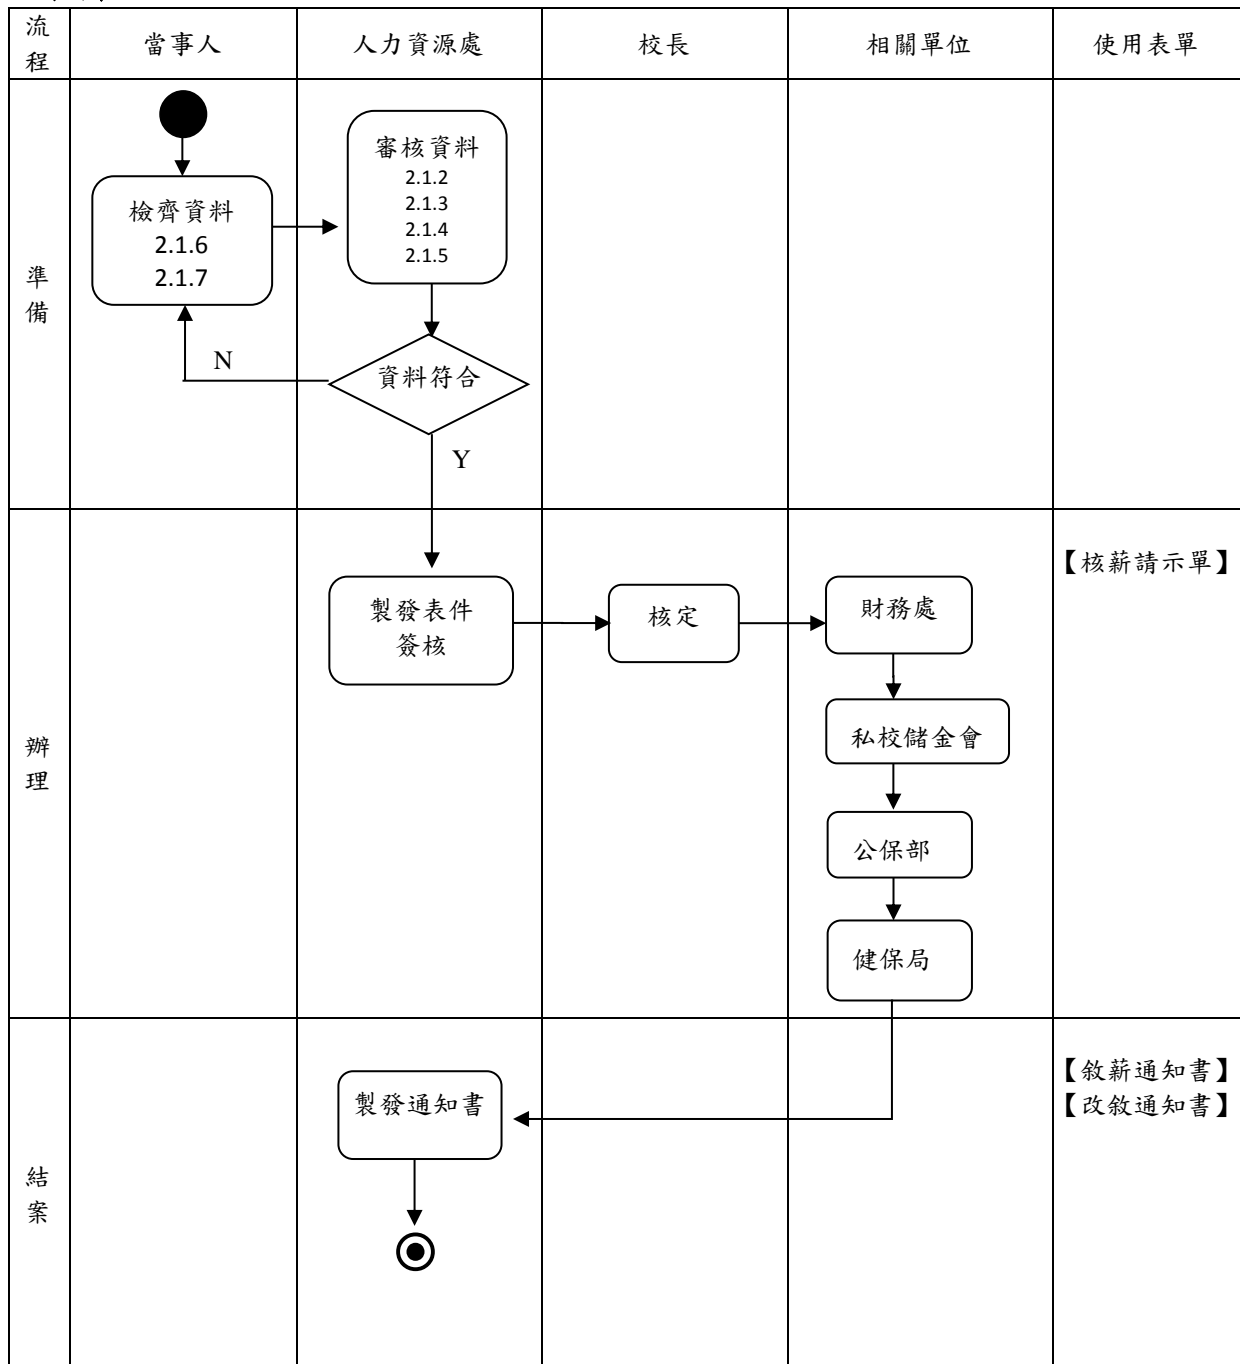 流
程
當事人
人力資源處
校長
相關單位
使用表單
準
備
檢齊資料
2.1.6
2.1.7
審核資料
2.1.2
2.1.3
2.1.4
2.1.5
資料符合
N
Y
辦
理
製發表件
簽核
核定
財務處
私校儲金會
公保部
健保局
【核薪請示單】
結
案
製發通知書
【敘薪通知書】
【改敘通知書】